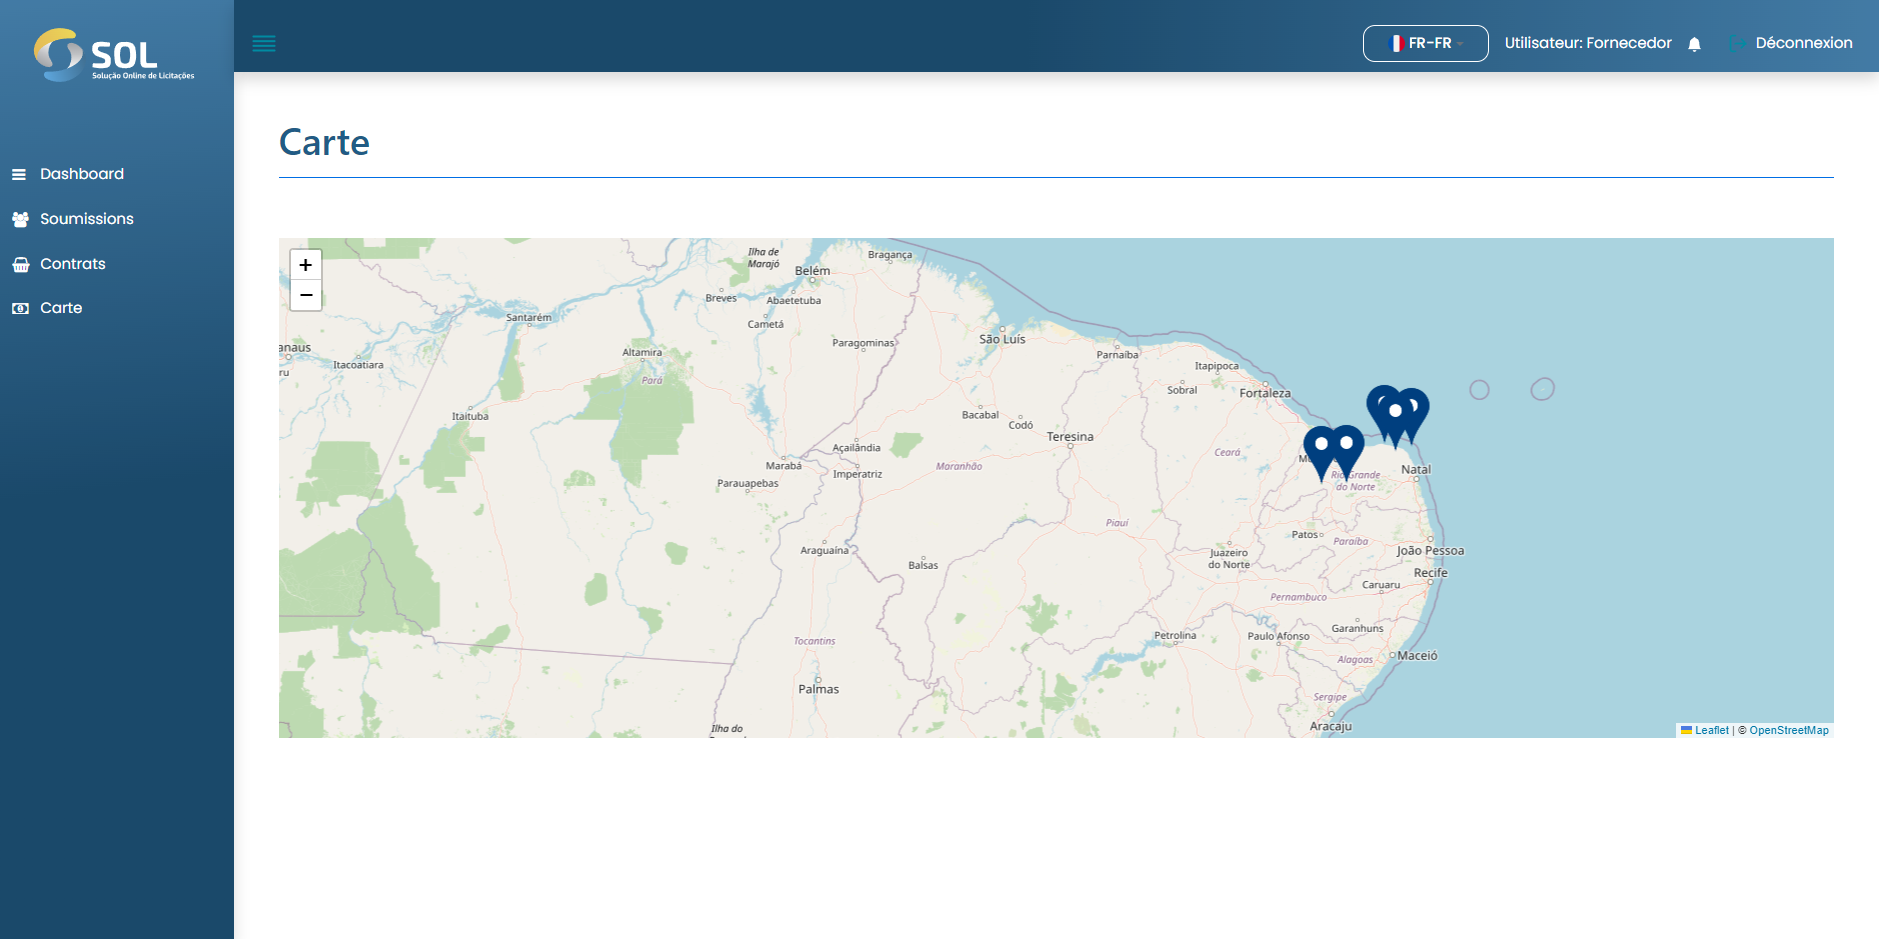 SOL
Solução Online de Licitações
FR-FR
Utilisateur: Fornecedor
Déconnexion
Dashboard
Soumissions
Contrats
Carte
Carte
+
−
Ilha de
Marajó
Bragança
Belém
Breves
Abaetetuba
Santarém
Cametá
São Luís
Paragominas
anaus
ru
Itacoatiara
Altamira
Pará
Parnaíba
Itapipoca
Sobral
Fortaleza
Itaituba
Bacabal
Codó
Teresina
Açailândia
Ceará
Marabá
Imperatriz
Maranhão
Parauapebas
Natal
Rio Grande
do Norte
Piauí
Patos
Paraíba
Araguaína
Juazeiro
do Norte
João Pessoa
Balsas
Recife
Caruaru
Pernambuco
Tocantins
Petrolina
Paulo Afonso
Garanhuns
Alagoas
Maceió
Palmas
Sergipe
Ilha do
Aracaju
Leaflet | © OpenStreetMap